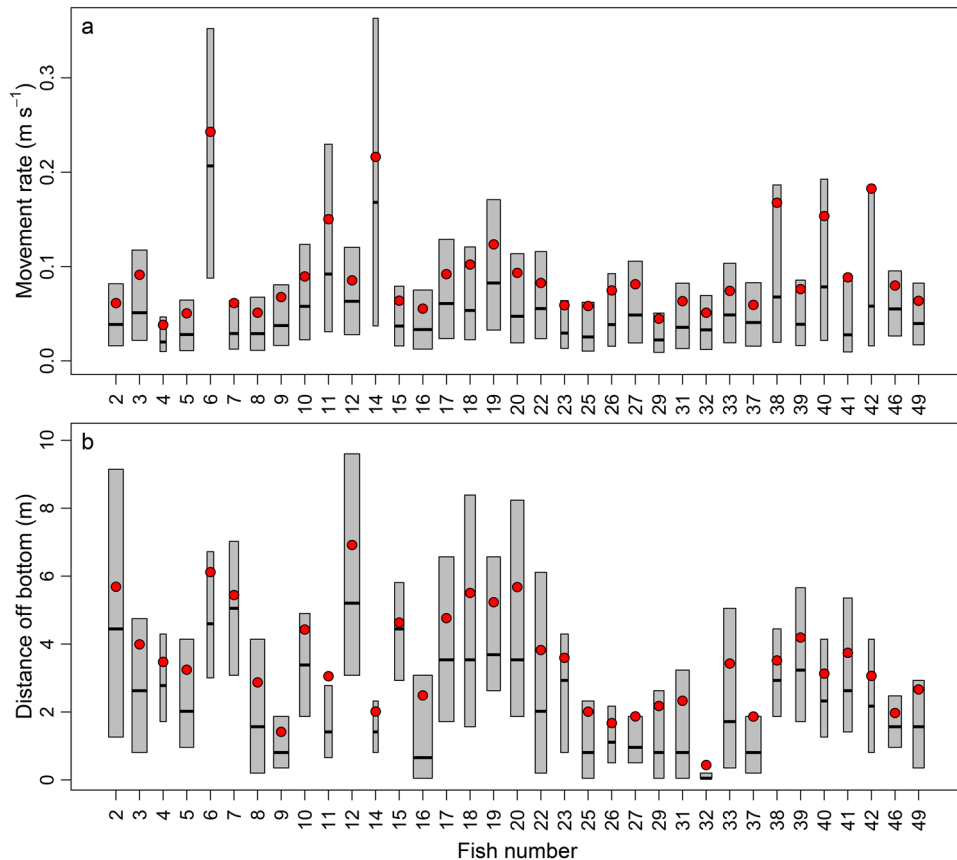 a
Movement rate (m s⁻¹)
0.3
0.2
0.1
0.0
2 3 4 5 6 7 8 9 10 11 12 14 15 16 17 18 19 20 22 23 25 26 27 29 31 32 33 37 38 39 40 41 42 46 49
b
Distance off bottom (m)
10
8
6
4
2
0
2 3 4 5 6 7 8 9 10 11 12 14 15 16 17 18 19 20 22 23 25 26 27 29 31 32 33 37 38 39 40 41 42 46 49
Fish number